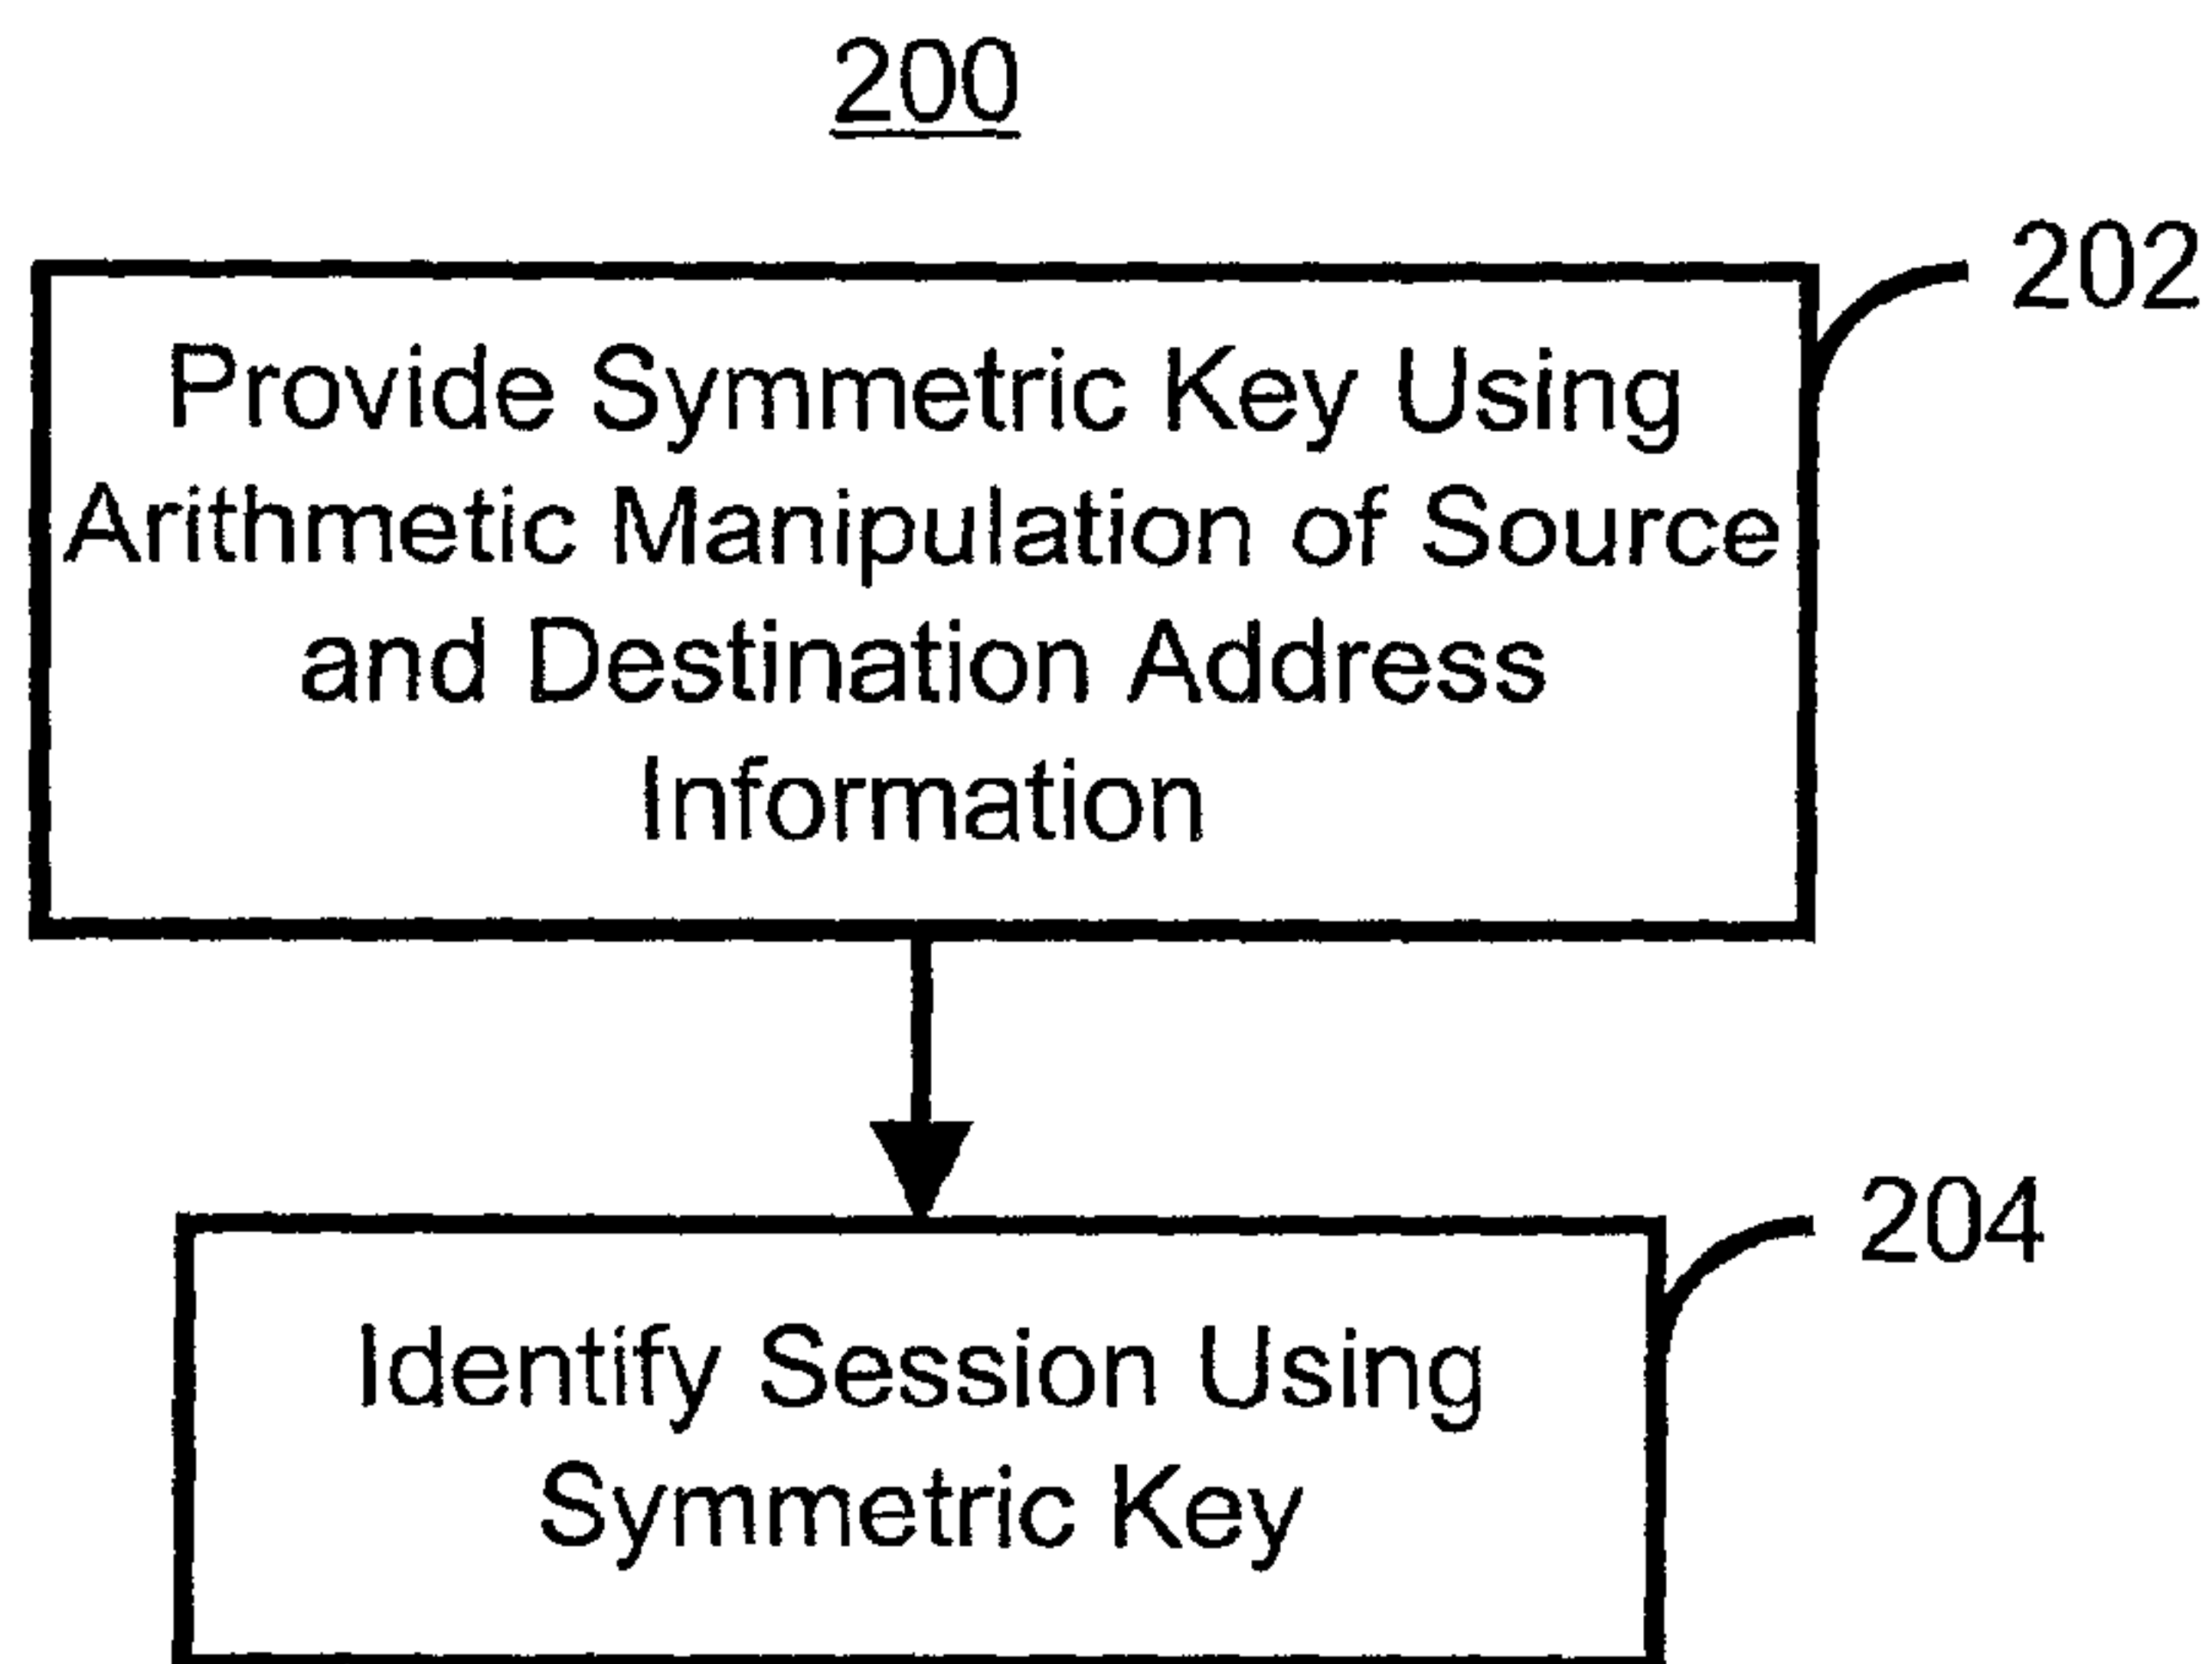 200
202
Provide Symmetric Key Using
Arithmetic Manipulation of Source
and Destination Address
Information
204
Identify Session Using
Symmetric Key